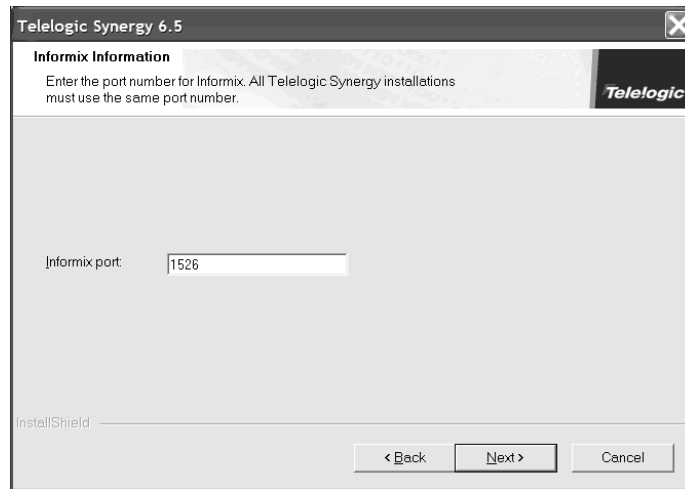 Telelogic Synergy 6.5
Informix Information
Enter the port number for Informix. All Telelogic Synergy installations
must use the same port number.
Telelogic
Informix port:
1526
InstallShield
< Back
Next >
Cancel